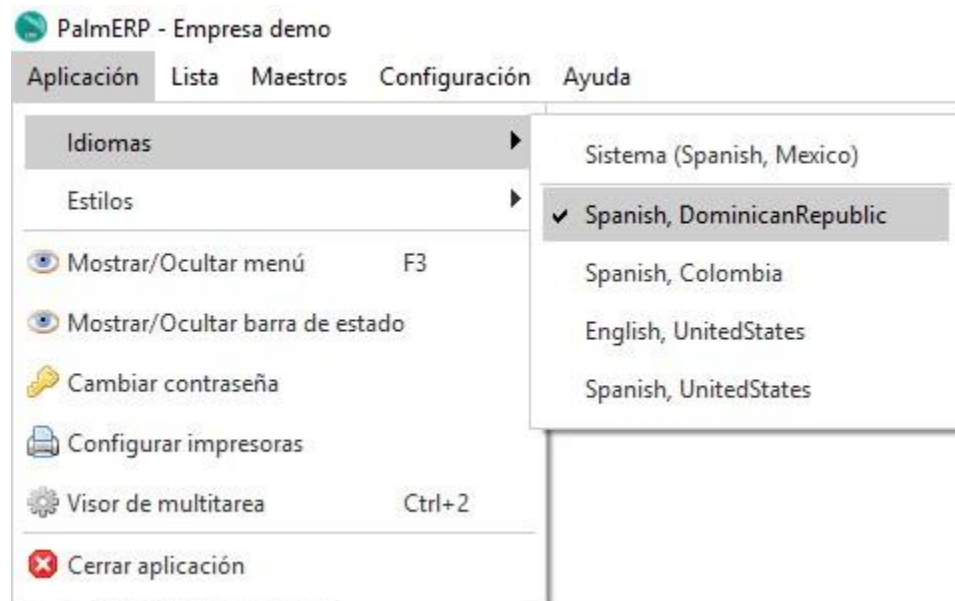 PalmERP - Empresa demo
Aplicación Lista Maestros Configuración Ayuda
Idiomas
Estilos
Mostrar/Ocultar menú F3
Mostrar/Ocultar barra de estado
Cambiar contraseña
Configurar impresoras
Visor de multitarea Ctrl+2
Cerrar aplicación
Sistema (Spanish, Mexico)
Spanish, DominicanRepublic
Spanish, Colombia
English, UnitedStates
Spanish, UnitedStates